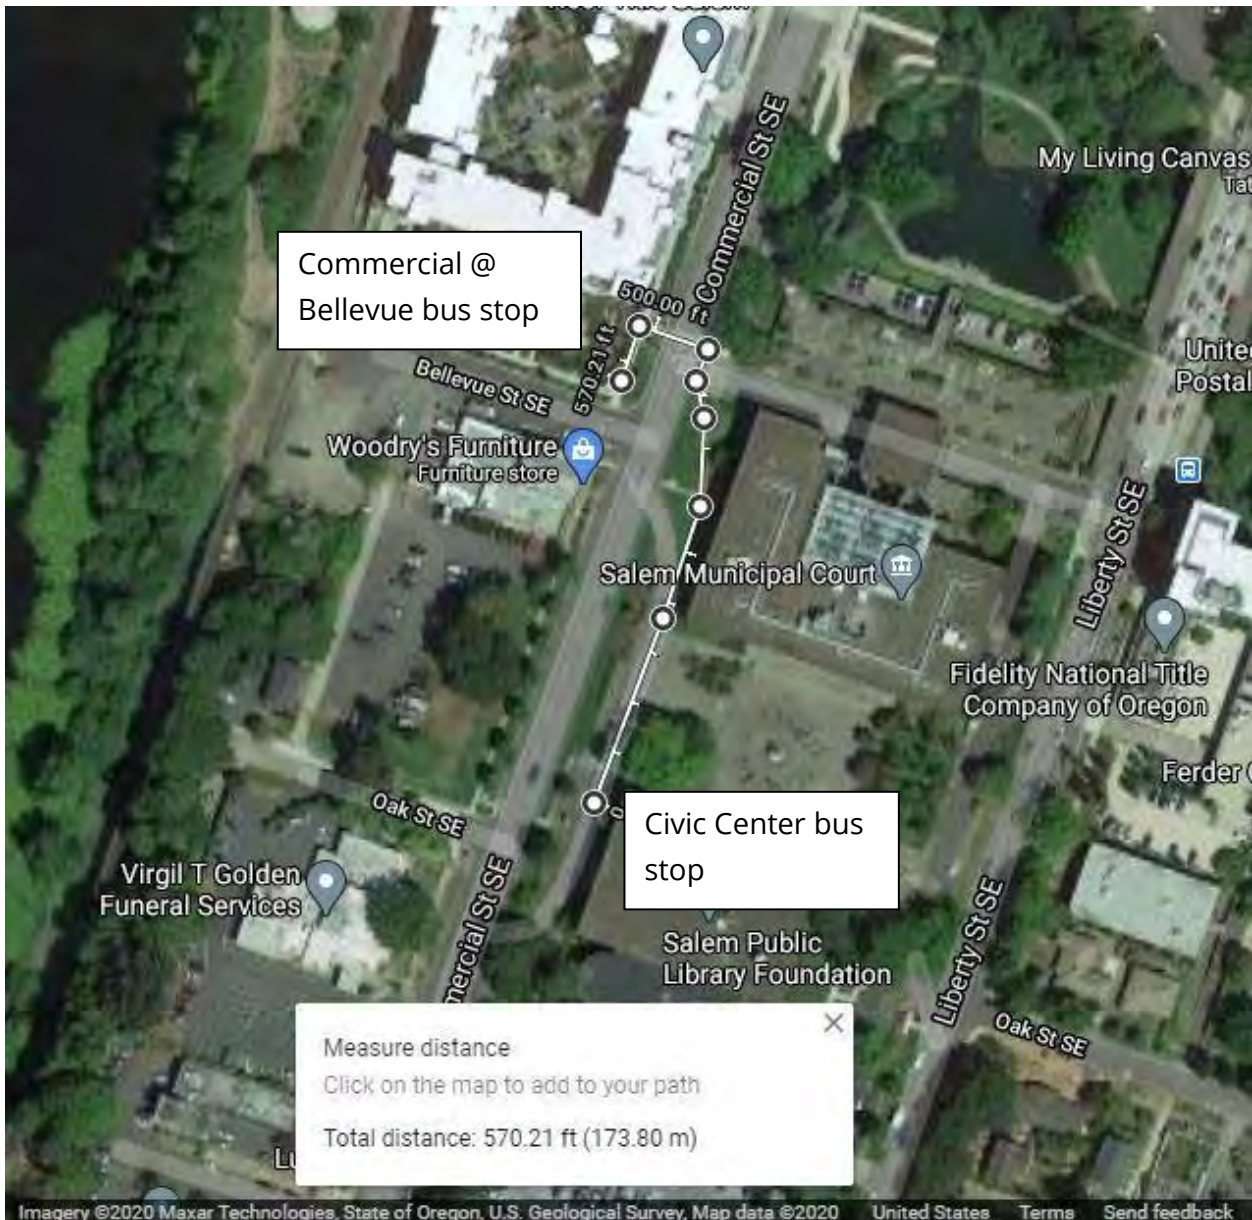 Commercial St SE
My Living Canvas
Tat
Commercial @
Bellevue bus stop
500.00 ft
570.21 ft
Bellevue St SE
Woodry's Furniture
Furniture store
Salem Municipal Court
Liberty St SE
Fidelity National Title
Company of Oregon
Ferder
Oak St SE
Civic Center bus
stop
Virgil T Golden
Funeral Services
mercial St SE
Salem Public
Library Foundation
Liberty St SE
Oak St SE
Measure distance
Click on the map to add to your path
Total distance: 570.21 ft (173.80 m)
Imagery ©2020 Maxar Technologies, State of Oregon, U.S. Geological Survey, Map data ©2020 United States Terms Send feedback